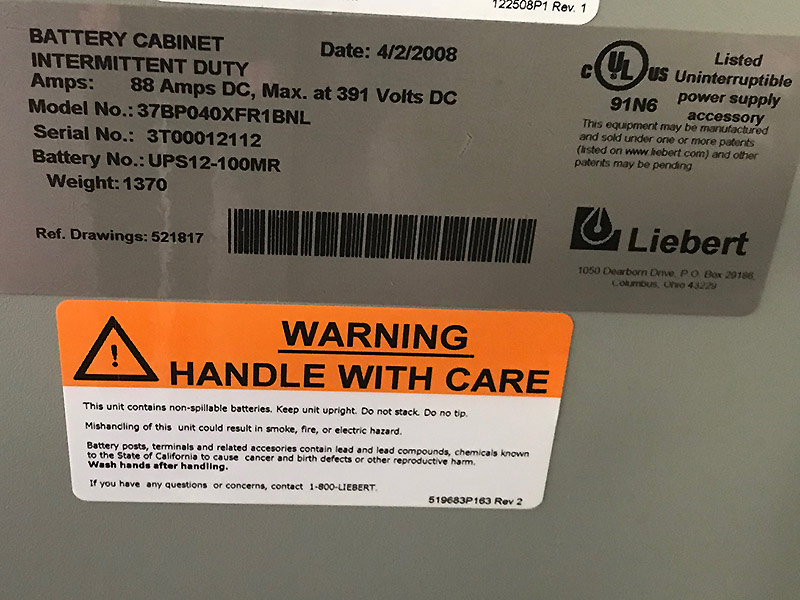 122508P1 Rev. 1
BATTERY CABINET
Date: 4/2/2008
INTERMITTENT DUTY
Amps: 88 Amps DC, Max. at 391 Volts DC
Model No.: 37BP040XFR1BNL
Serial No.: 3T00012112
Battery No.: UPS12-100MR
Weight: 1370
Ref. Drawings: 521817
c UL us
91N6
Listed
Uninterruptible
power supply
accessory
This equipment may be manufactured
and sold under one or more patents
(listed on www.liebert.com) and other
patents may be pending
Liebert
1050 Dearborn Drive, P.O. Box 29186,
Columbus, Ohio 43229
WARNING
HANDLE WITH CARE
This unit contains non-spillable batteries. Keep unit upright. Do not stack. Do no tip.
Mishandling of this unit could result in smoke, fire, or electric hazard.
Battery posts, terminals and related accesories contain lead and lead compounds, chemicals known
to the State of California to cause cancer and birth defects or other reproductive harm.
Wash hands after handling.
If you have any questions or concerns, contact 1-800-LIEBERT.
519683P163 Rev 2